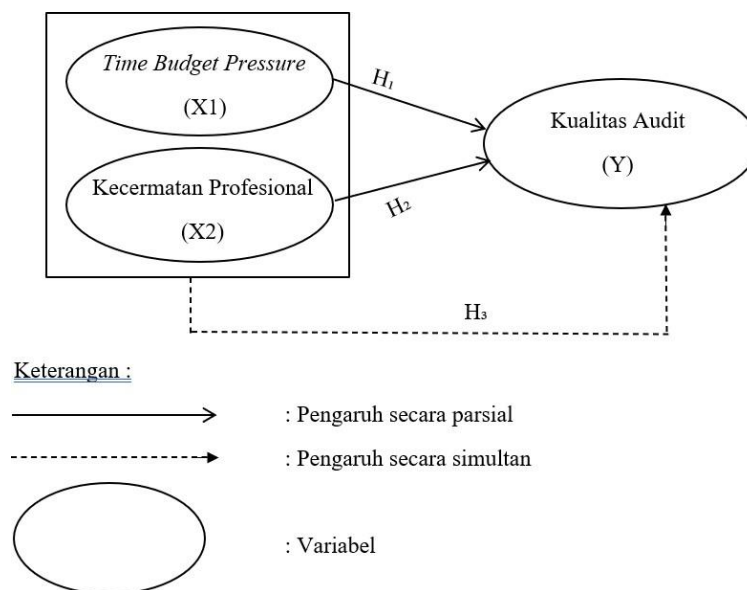 Time Budget Pressure
(X1)
H₁
Kualitas Audit
(Y)
Kecermatan Profesional
(X2)
H₂
H₃
Keterangan :
: Pengaruh secara parsial
: Pengaruh secara simultan
: Variabel